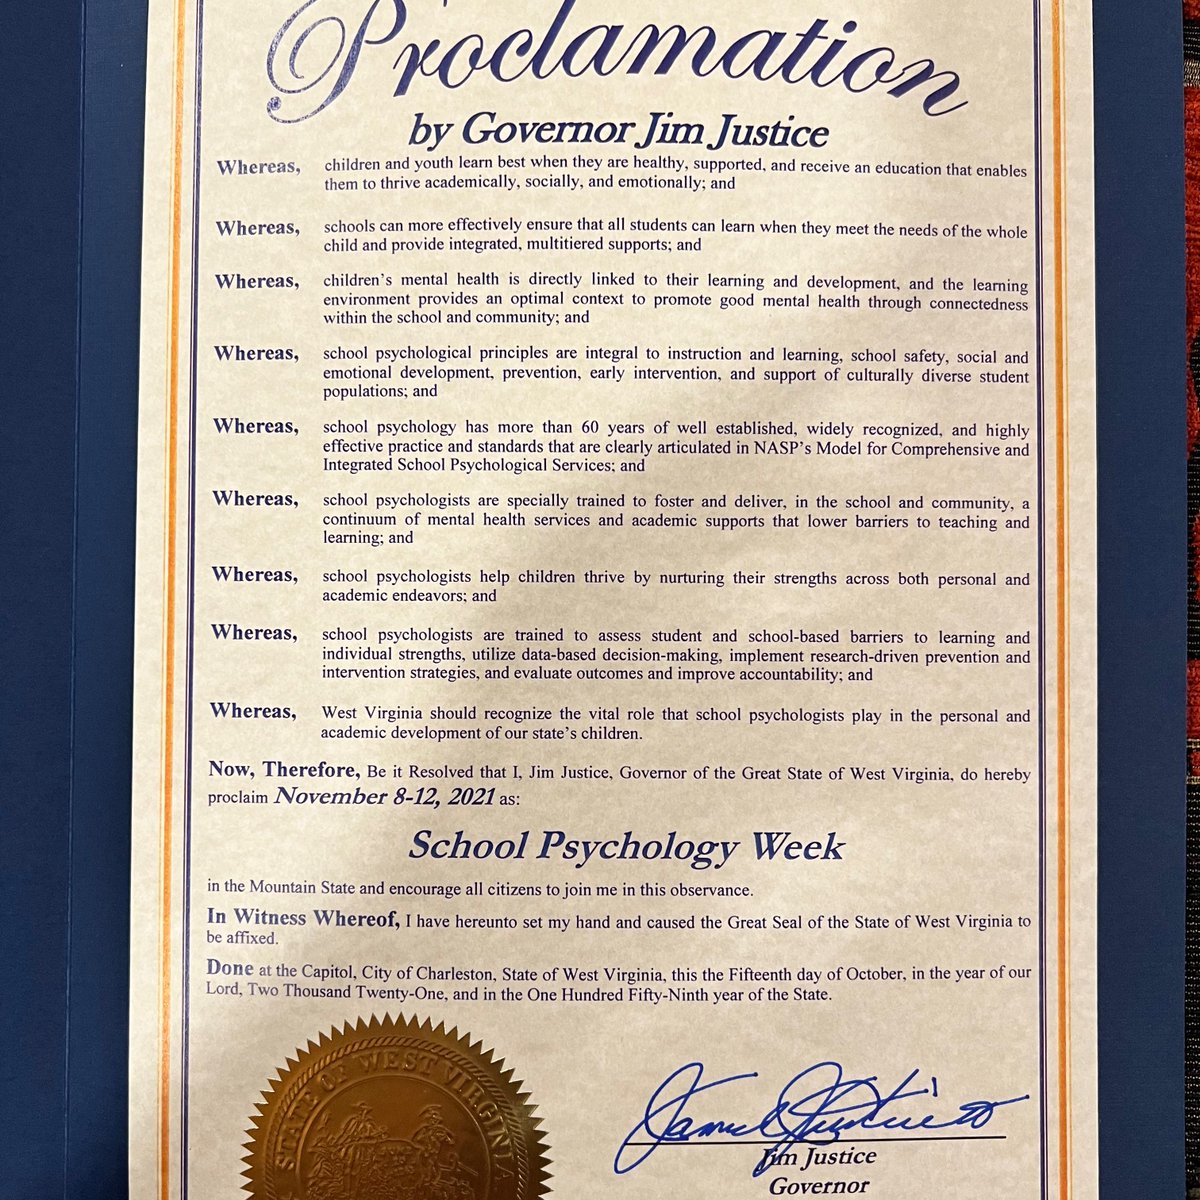 Proclamation
by Governor Jim Justice
Whereas, children and youth learn best when they are healthy, supported, and receive an education that enables
them to thrive academically, socially, and emotionally; and
Whereas, schools can more effectively ensure that all students can learn when they meet the needs of the whole
child and provide integrated, multitiered supports; and
Whereas, children's mental health is directly linked to their learning and development, and the learning
environment provides an optimal context to promote good mental health through connectedness
within the school and community; and
Whereas, school psychological principles are integral to instruction and learning, school safety, social and
emotional development, prevention, early intervention, and support of culturally diverse student
populations; and
Whereas, school psychology has more than 60 years of well established, widely recognized, and highly
effective practice and standards that are clearly articulated in NASP's Model for Comprehensive and
Integrated School Psychological Services; and
Whereas, school psychologists are specially trained to foster and deliver, in the school and community, a
continuum of mental health services and academic supports that lower barriers to teaching and
learning; and
Whereas, school psychologists help children thrive by nurturing their strengths across both personal and
academic endeavors; and
Whereas, school psychologists are trained to assess student and school-based barriers to learning and
individual strengths, utilize data-based decision-making, implement research-driven prevention and
intervention strategies, and evaluate outcomes and improve accountability; and
Whereas, West Virginia should recognize the vital role that school psychologists play in the personal and
academic development of our state's children.
Now, Therefore, Be it Resolved that I, Jim Justice, Governor of the Great State of West Virginia, do hereby
proclaim November 8-12, 2021 as:
School Psychology Week
in the Mountain State and encourage all citizens to join me in this observance.
In Witness Whereof, I have hereunto set my hand and caused the Great Seal of the State of West Virginia to
be affixed.
Done at the Capitol, City of Charleston, State of West Virginia, this the Fifteenth day of October, in the year of our
Lord, Two Thousand Twenty-One, and in the One Hundred Fifty-Ninth year of the State.
STATE OF WEST VIRGINIA
Jim Justice
Governor